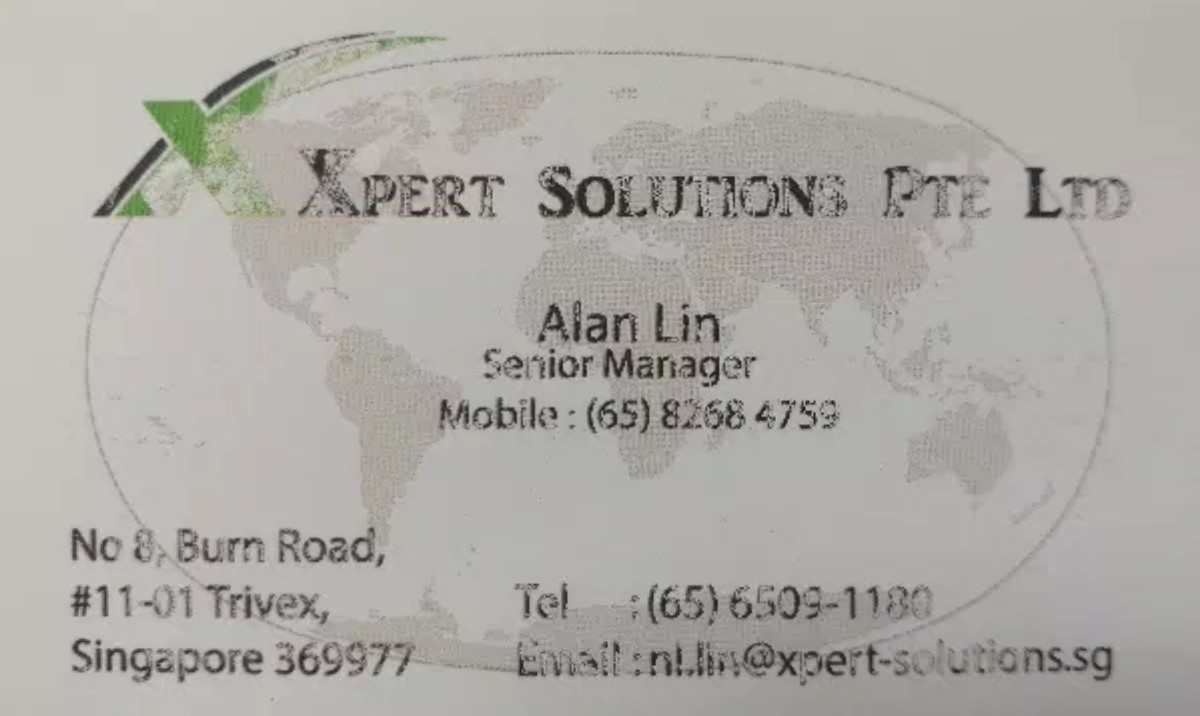 XPERT SOLUTIONS PTE LTD
Alan Lin
Senior Manager
Mobile : (65) 8268 4759
No 8, Burn Road,
#11-01 Trivex,
Singapore 369977
Tel : (65) 6509-1180
Email : nl.lin@xpert-solutions.sg